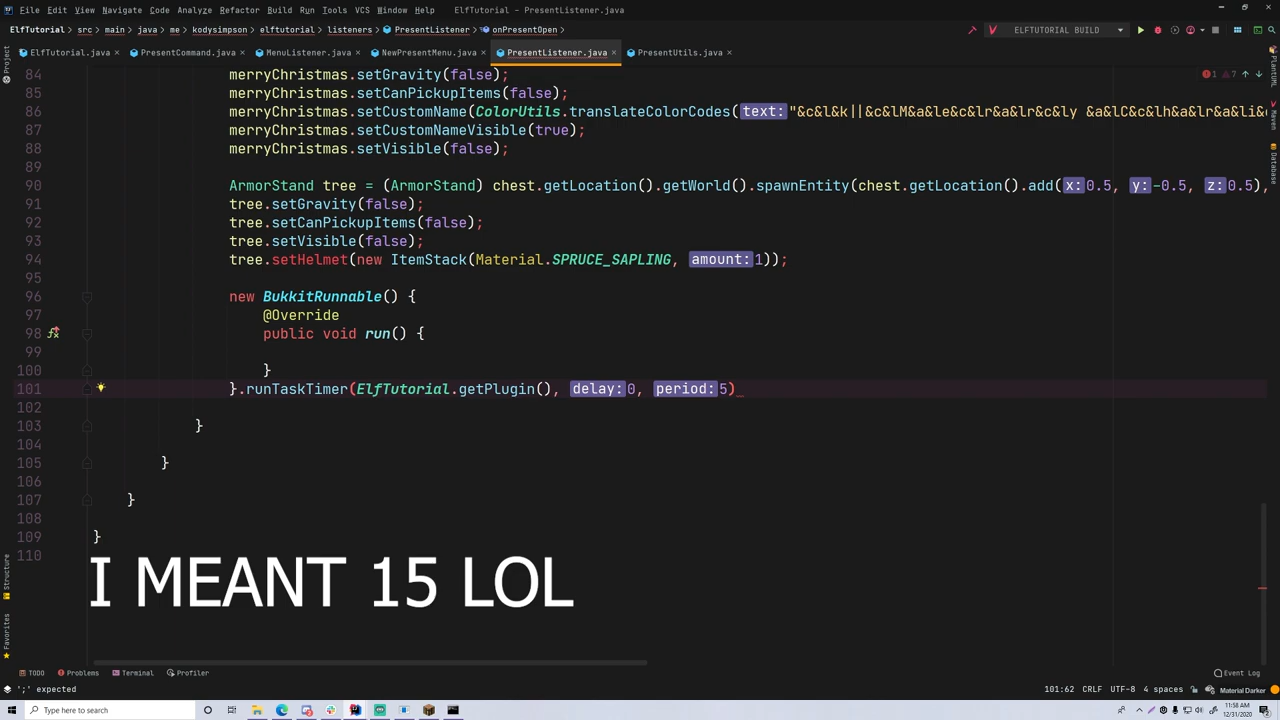 File Edit View Navigate Code Analyze Refactor Build Run Tools VCS Window Help ElfTutorial - PresentListener.java
ElfTutorial src main java me kodysimpson elftutorial listeners PresentListener onPresentOpen ELFTUTORIAL BUILD
ElfTutorial.java PresentCommand.java MenuListener.java NewPresentMenu.java PresentListener.java PresentUtils.java
Project
PlantUML
Maven
Database
1 7
84 merryChristmas.setGravity(false);
85 merryChristmas.setCanPickupItems(false);
86 merryChristmas.setCustomName(ColorUtils.translateColorCodes( text: "&c&l&k||&c&lM&a&le&c&lr&a&lr&c&ly &a&lC&c&lh&a&lr&a&li&
87 merryChristmas.setCustomNameVisible(true);
88 merryChristmas.setVisible(false);
89
90 ArmorStand tree = (ArmorStand) chest.getLocation().getWorld().spawnEntity(chest.getLocation().add( x: 0.5, y: -0.5, z: 0.5),
91 tree.setGravity(false);
92 tree.setCanPickupItems(false);
93 tree.setVisible(false);
94 tree.setHelmet(new ItemStack(Material.SPRUCE_SAPLING, amount: 1));
95
96 new BukkitRunnable() {
97 @Override
98 public void run() {
99
100 }
101 }.runTaskTimer(ElfTutorial.getPlugin(), delay: 0, period: 5)
102
103 }
104
105 }
106
107 }
108
109 }
110
I MEANT 15 LOL
Structure
Favorites
TODO Problems Terminal Profiler Event Log
';' expected 101:62 CRLF UTF-8 4 spaces Material Darker
Type here to search 11:58 AM
12/31/2020